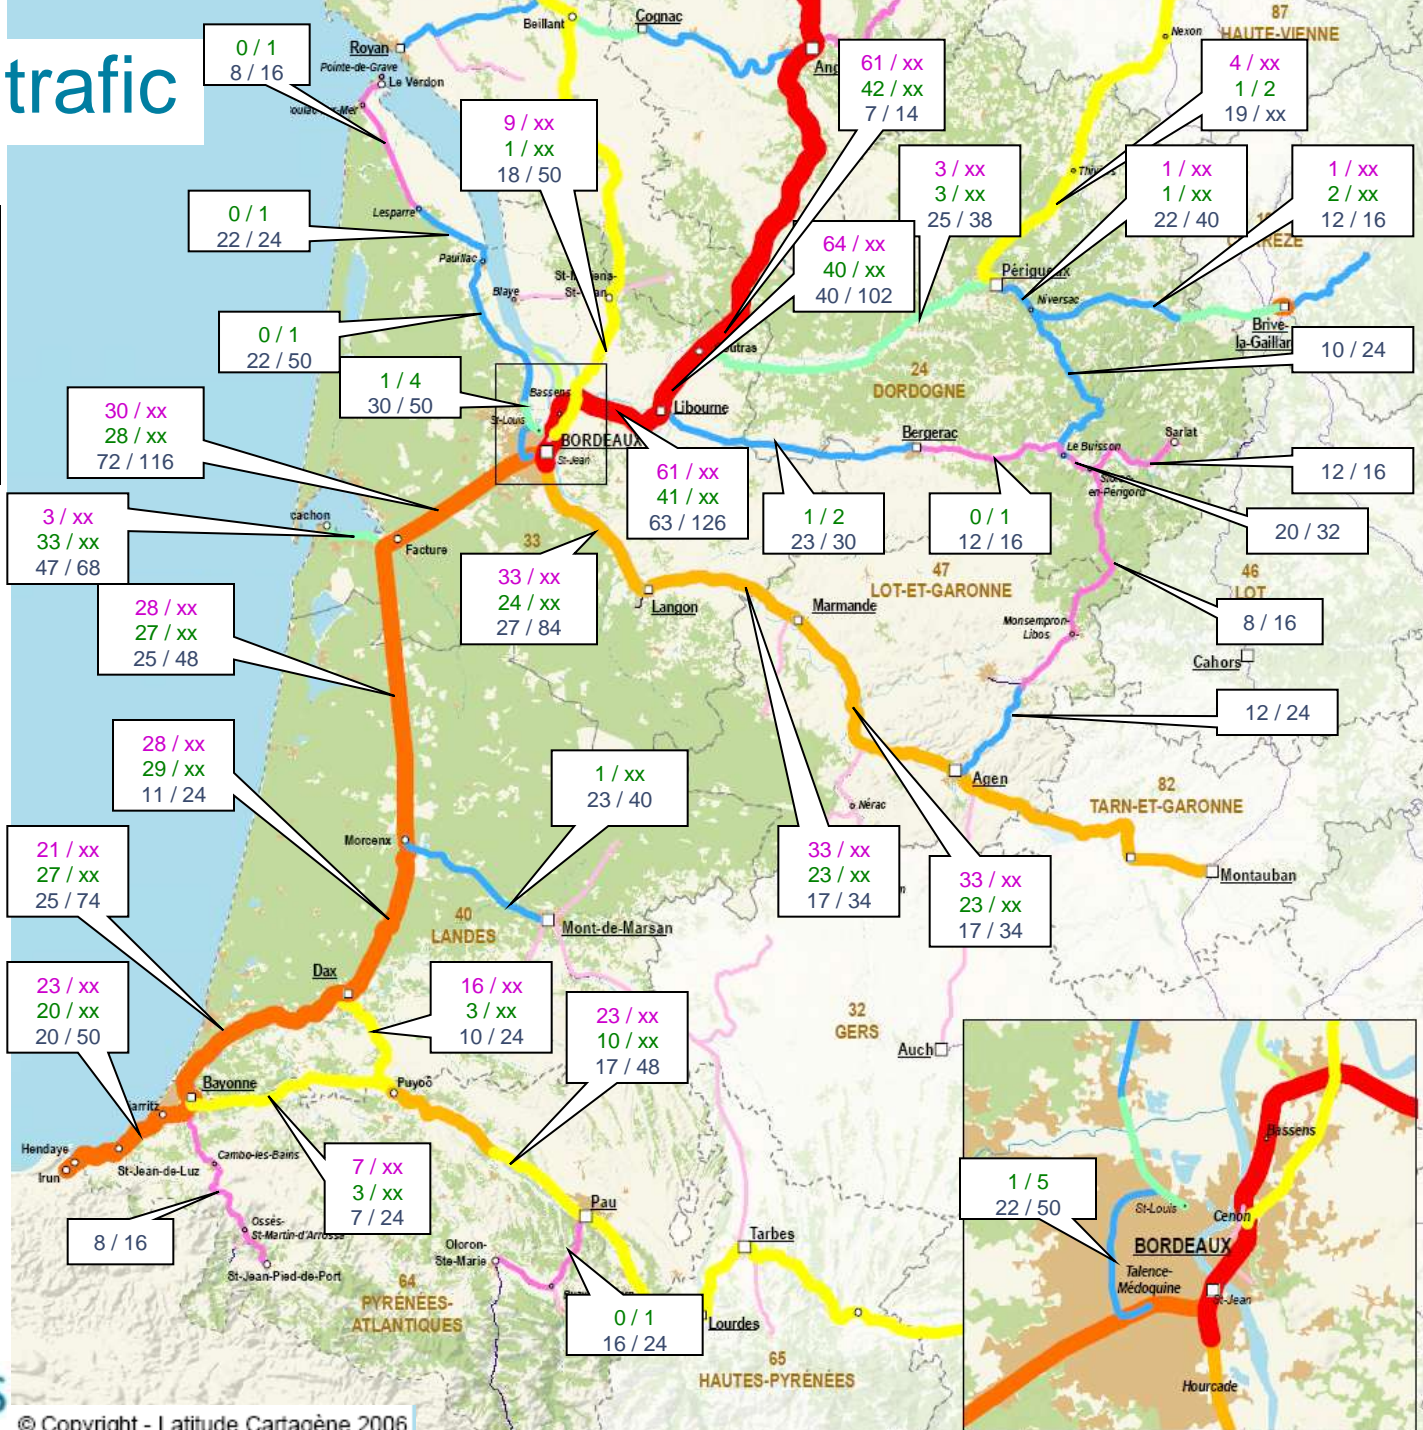 trafic
0 / 1
8 / 16
Royan
Pointe-de-Grave
Le Verdon
Beillant
Cognac
61 / xx
42 / xx
7 / 14
Nexon
87
HAUTE-VIENNE
4 / xx
1 / 2
19 / xx
9 / xx
1 / xx
18 / 50
3 / xx
3 / xx
25 / 38
1 / xx
1 / xx
22 / 40
1 / xx
2 / xx
12 / 16
0 / 1
22 / 24
Lesparre
Pauillac
Blaye
64 / xx
40 / xx
40 / 102
Périgueux
Niversac
Brive-
0 / 1
22 / 50
10 / 24
24
DORDOGNE
1 / 4
30 / 50
Bassens
St-Louis
BORDEAUX
St-Jean
Libourne
Bergerac
Le Buisson
en-Périgord
Sarlat
30 / xx
28 / xx
72 / 116
61 / xx
41 / xx
63 / 126
1 / 2
23 / 30
0 / 1
12 / 16
12 / 16
20 / 32
3 / xx
33 / xx
47 / 68
Facture
33
33 / xx
24 / xx
27 / 84
Langon
Marmande
47
LOT-ET-GARONNE
46
LOT
8 / 16
Monsempron-
Libos
Cahors
28 / xx
27 / xx
25 / 48
12 / 24
28 / xx
29 / xx
11 / 24
1 / xx
23 / 40
Agen
Nérac
82
TARN-ET-GARONNE
Montauban
Morcenx
21 / xx
27 / xx
25 / 74
33 / xx
23 / xx
17 / 34
33 / xx
23 / xx
17 / 34
40
LANDES
Mont-de-Marsan
Dax
23 / xx
20 / xx
20 / 50
16 / xx
3 / xx
10 / 24
23 / xx
10 / xx
17 / 48
32
GERS
Auch
Bayonne
Puyoô
Hendaye
Irun
St-Jean-de-Luz
Cambo-les-Bains
7 / xx
3 / xx
7 / 24
8 / 16
Ossès-
St-Martin-d'Arrossa
St-Jean-Pied-de-Port
Oloron-
Ste-Marie
Pau
Tarbes
64
PYRÉNÉES-
ATLANTIQUES
0 / 1
16 / 24
Lourdes
65
HAUTES-PYRÉNÉES
Bassens
1 / 5
22 / 50
St-Louis
Cenon
BORDEAUX
Talence-
Médoquine
St-Jean
Hourcade
© Copyright - Latitude Cartagène 2006